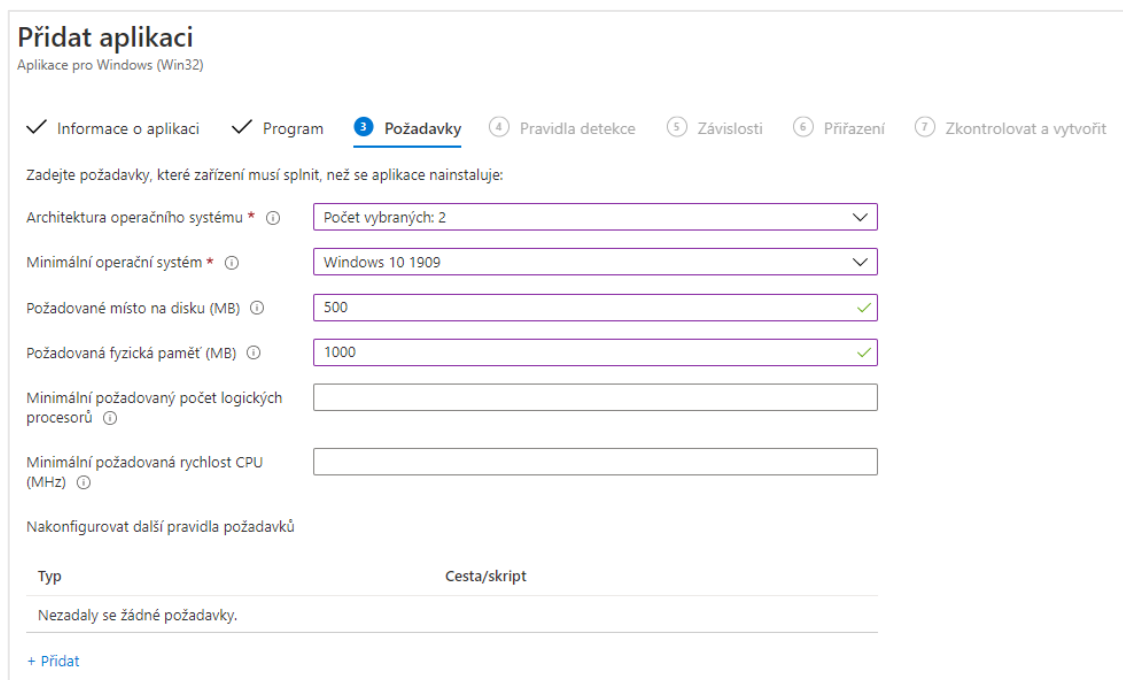 Přidat aplikaci
Aplikace pro Windows (Win32)
Informace o aplikaci Program 3 Požadavky 4 Pravidla detekce 5 Závislosti 6 Přiřazení 7 Zkontrolovat a vytvořit
Zadejte požadavky, které zařízení musí splnit, než se aplikace nainstaluje:
Architektura operačního systému * Počet vybraných: 2
Minimální operační systém * Windows 10 1909
Požadované místo na disku (MB) 500
Požadovaná fyzická paměť (MB) 1000
Minimální požadovaný počet logických
procesorů
Minimální požadovaná rychlost CPU
(MHz)
Nakonfigurovat další pravidla požadavků
Typ Cesta/skript
Nezadaly se žádné požadavky.
+ Přidat